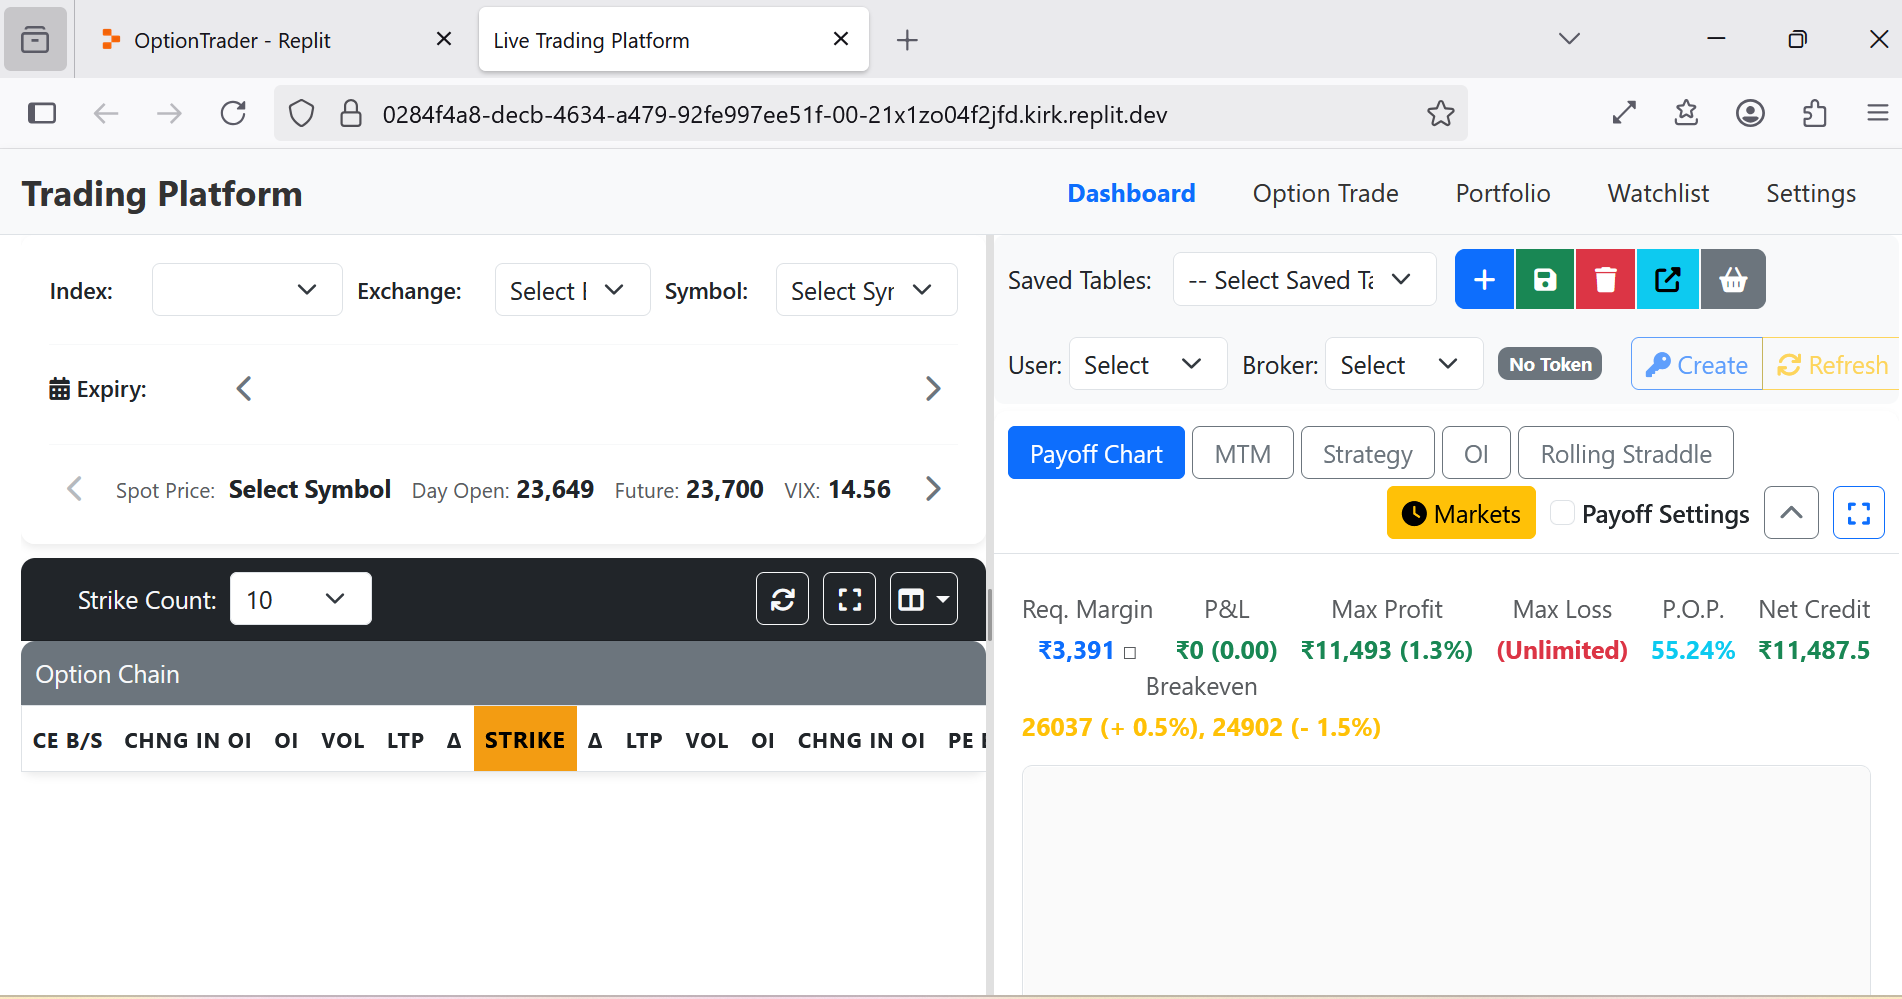 OptionTrader - Replit
Live Trading Platform
0284f4a8-decb-4634-a479-92fe997ee51f-00-21x1zo04f2jfd.kirk.replit.dev
Trading Platform
Dashboard Option Trade Portfolio Watchlist Settings
Index: Exchange: Select Symbol: Select Syr
Expiry:
Spot Price: Select Symbol Day Open: 23,649 Future: 23,700 VIX: 14.56
Strike Count: 10
Option Chain
CE B/S CHNG IN OI OI VOL LTP Δ STRIKE Δ LTP VOL OI CHNG IN OI PE
Saved Tables: -- Select Saved Ta
User: Select Broker: Select No Token Create Refresh
Payoff Chart MTM Strategy OI Rolling Straddle
Markets Payoff Settings
Req. Margin P&L Max Profit Max Loss P.O.P. Net Credit
₹3,391 ₹0 (0.00) ₹11,493 (1.3%) (Unlimited) 55.24% ₹11,487.5
Breakeven
26037 (+ 0.5%), 24902 (- 1.5%)